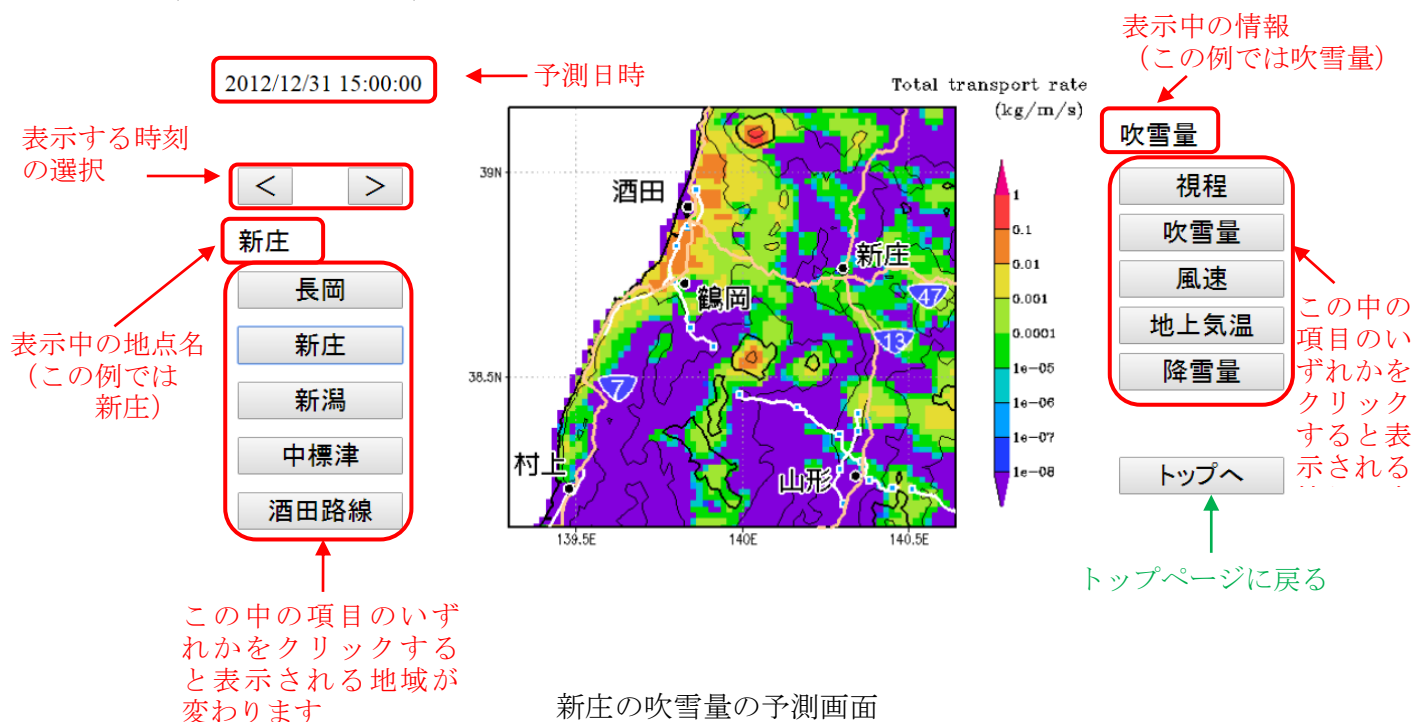 表示中の情報
（この例では吹雪量）
2012/12/31 15:00:00
予測日時
Total transport rate
(kg/m/s)
吹雪量
表示する時刻
の選択
<
>
新庄
長岡
新庄
新潟
中標津
酒田路線
表示中の地点名
（この例では
新庄）
この中の項目のいず
れかをクリックする
と表示される地域が
変わります
39N
38.5N
139.5E
140E
140.5E
酒田
新庄
鶴岡
村上
山形
47
13
7
1
0.1
0.01
0.001
0.0001
1e-05
1e-06
1e-07
1e-08
視程
吹雪量
風速
地上気温
降雪量
この中の
項目のい
ずれかを
クリック
すると表
示される
トップへ
トップページに戻る
新庄の吹雪量の予測画面